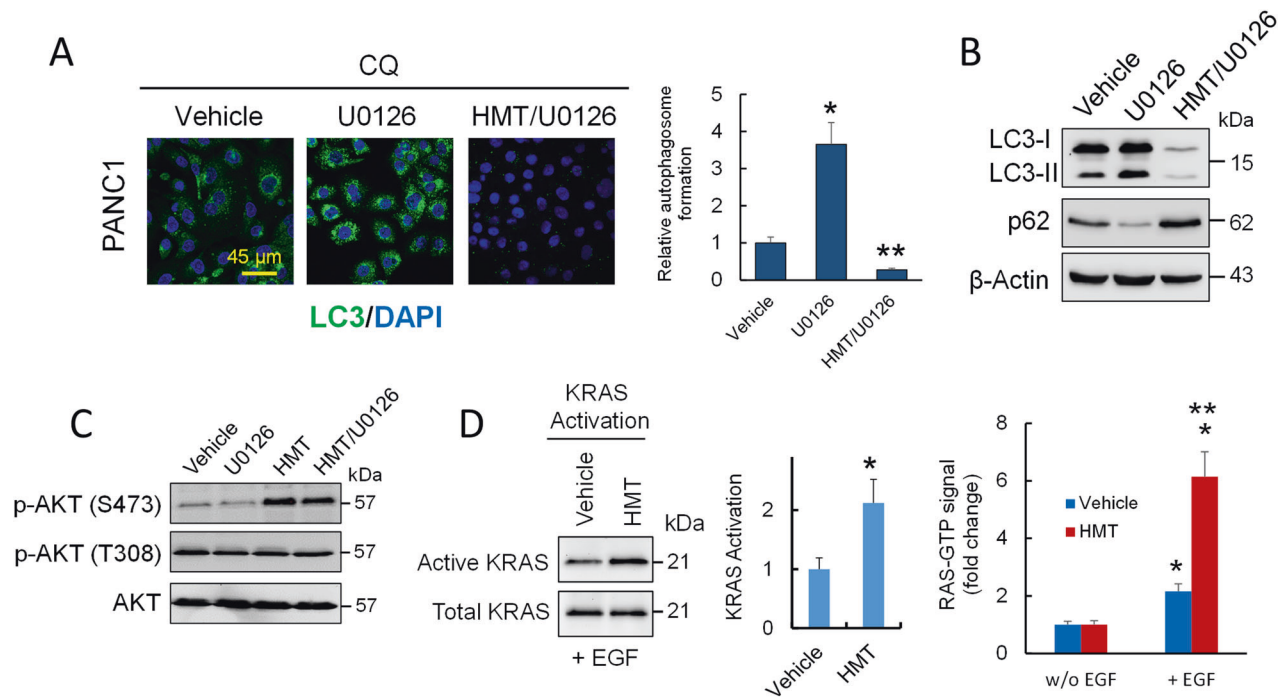 A
CQ
Vehicle
U0126
HMT/U0126
PANC1
45 µm
LC3/DAPI
Relative autophagosome
formation
5
4
3
2
1
0
*
**
Vehicle
U0126
HMT/U0126
B
Vehicle
U0126
HMT/U0126
kDa
LC3-I
LC3-II
15
p62
62
β-Actin
43
C
Vehicle
U0126
HMT
HMT/U0126
kDa
p-AKT (S473)
57
p-AKT (T308)
57
AKT
57
D
KRAS
Activation
Vehicle
HMT
kDa
Active KRAS
21
Total KRAS
21
+ EGF
KRAS Activation
2
1
0
*
Vehicle
HMT
RAS-GTP signal
(fold change)
8
6
4
2
0
Vehicle
HMT
*
**
*
w/o EGF
+ EGF